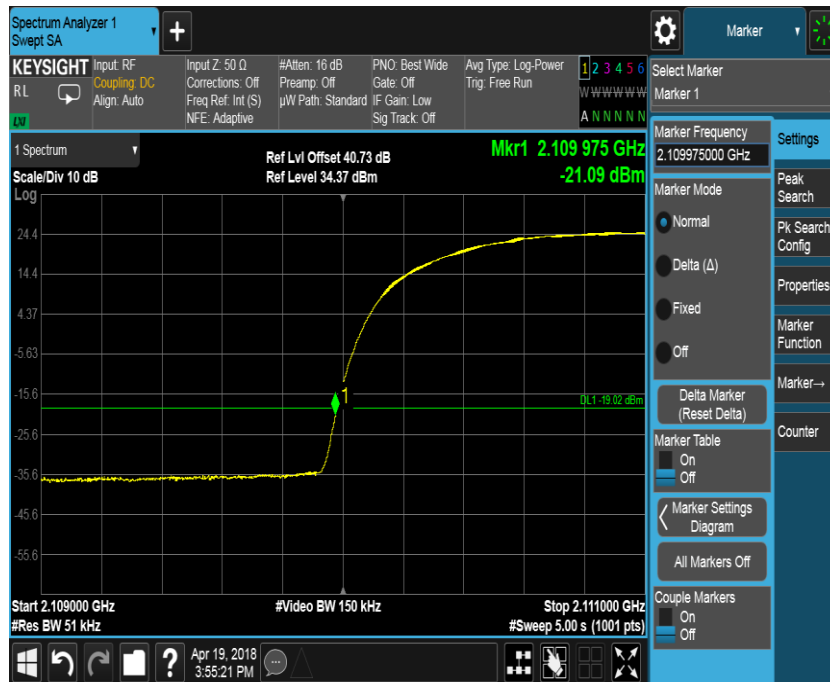 Spectrum Analyzer 1
Swept SA
+
Marker
KEYSIGHT
RL
LXI
Input: RF
Coupling: DC
Align: Auto
Input Z: 50 Ω
Corrections: Off
Freq Ref: Int (S)
NFE: Adaptive
#Atten: 16 dB
Preamp: Off
µW Path: Standard
PNO: Best Wide
Gate: Off
IF Gain: Low
Sig Track: Off
Avg Type: Log-Power
Trig: Free Run
1 2 3 4 5 6
W W W W W W
A N N N N N
1 Spectrum
Scale/Div 10 dB
Log
Ref Lvl Offset 40.73 dB
Ref Level 34.37 dBm
Mkr1 2.109 975 GHz
-21.09 dBm
24.4
14.4
4.37
-5.63
-15.6
-25.6
-35.6
-45.6
-55.6
1
DL1 -19.02 dBm
Start 2.109000 GHz
#Res BW 51 kHz
#Video BW 150 kHz
Stop 2.111000 GHz
#Sweep 5.00 s (1001 pts)
Select Marker
Marker 1
Marker Frequency
2.109975000 GHz
Marker Mode
Normal
Delta (Δ)
Fixed
Off
Delta Marker
(Reset Delta)
Marker Table
On
Off
Marker Settings
Diagram
All Markers Off
Couple Markers
On
Off
Settings
Peak
Search
Pk Search
Config
Properties
Marker
Function
Marker→
Counter
?
Apr 19, 2018
3:55:21 PM